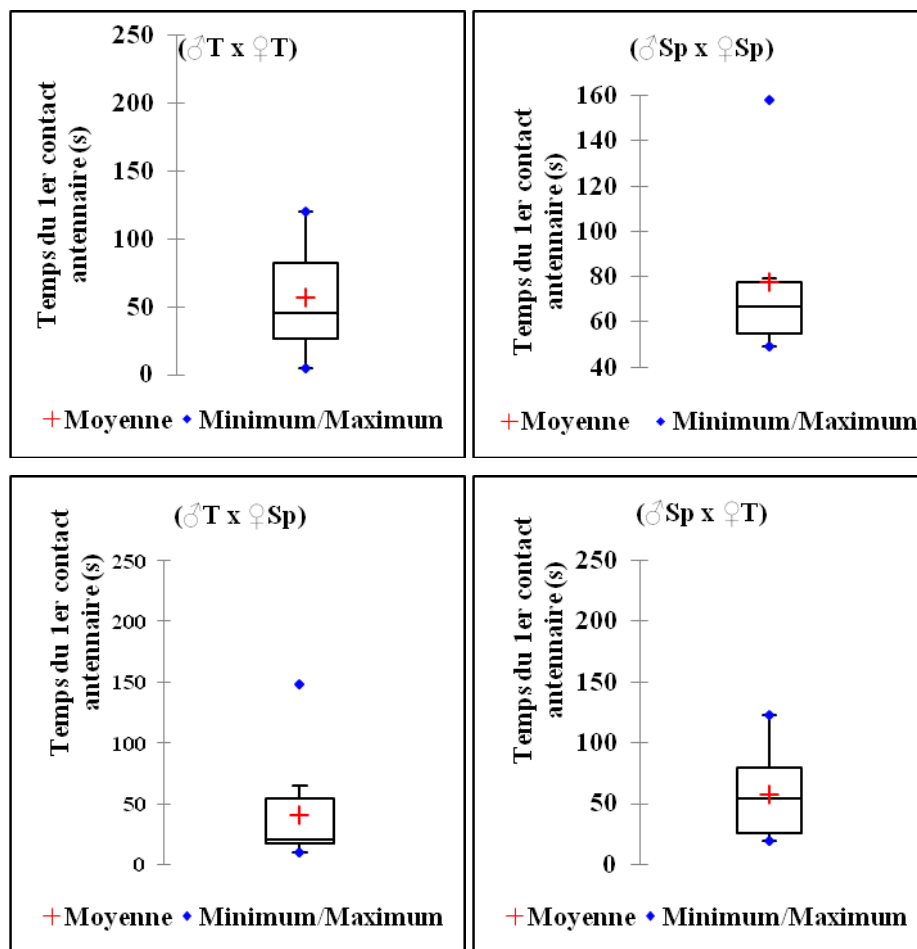 (♂T x ♀T)
Temps du 1er contact
antennaire (s)
250
200
150
100
50
0
Moyenne Minimum/Maximum
(♂Sp x ♀Sp)
Temps du 1er contact
antennaire (s)
160
140
120
100
80
60
40
Moyenne Minimum/Maximum
(♂T x ♀Sp)
Temps du 1er contact
antennaire (s)
250
200
150
100
50
0
Moyenne Minimum/Maximum
(♂Sp x ♀T)
Temps du 1er contact
antennaire (s)
250
200
150
100
50
0
Moyenne Minimum/Maximum